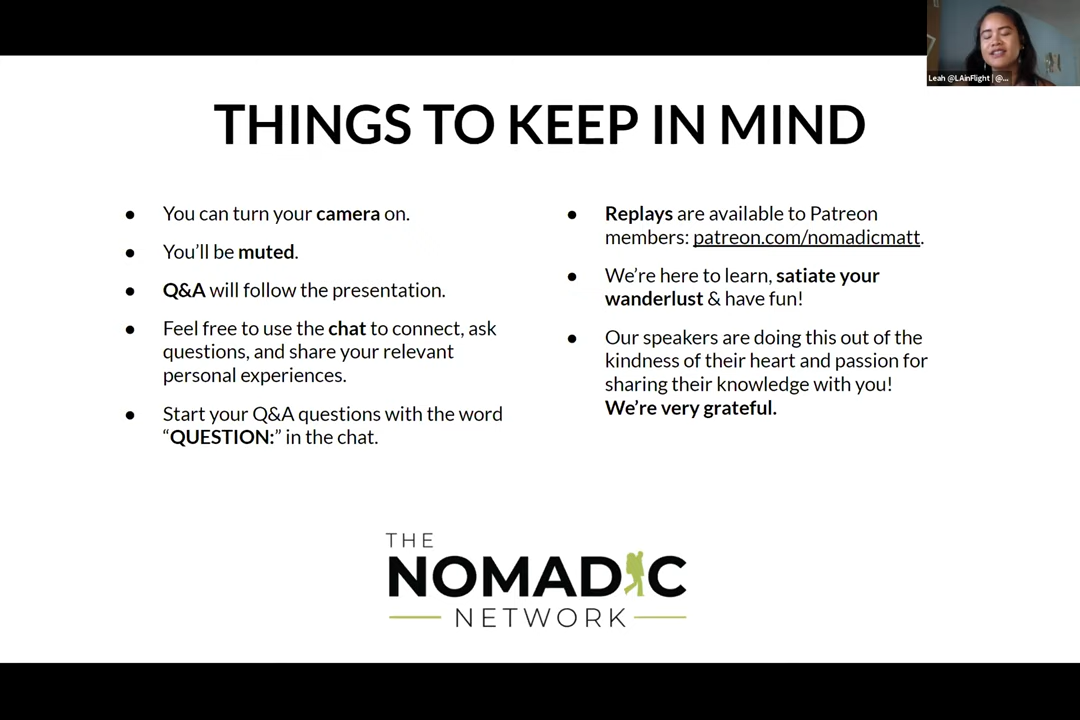 Leah @LAinFlight | @...
THINGS TO KEEP IN MIND
● You can turn your camera on.
● You’ll be muted.
● Q&A will follow the presentation.
● Feel free to use the chat to connect, ask
questions, and share your relevant
personal experiences.
● Start your Q&A questions with the word
“QUESTION:” in the chat.
● Replays are available to Patreon
members: patreon.com/nomadicmatt.
● We’re here to learn, satiate your
wanderlust & have fun!
● Our speakers are doing this out of the
kindness of their heart and passion for
sharing their knowledge with you!
We’re very grateful.
THE
NOMADIC
NETWORK